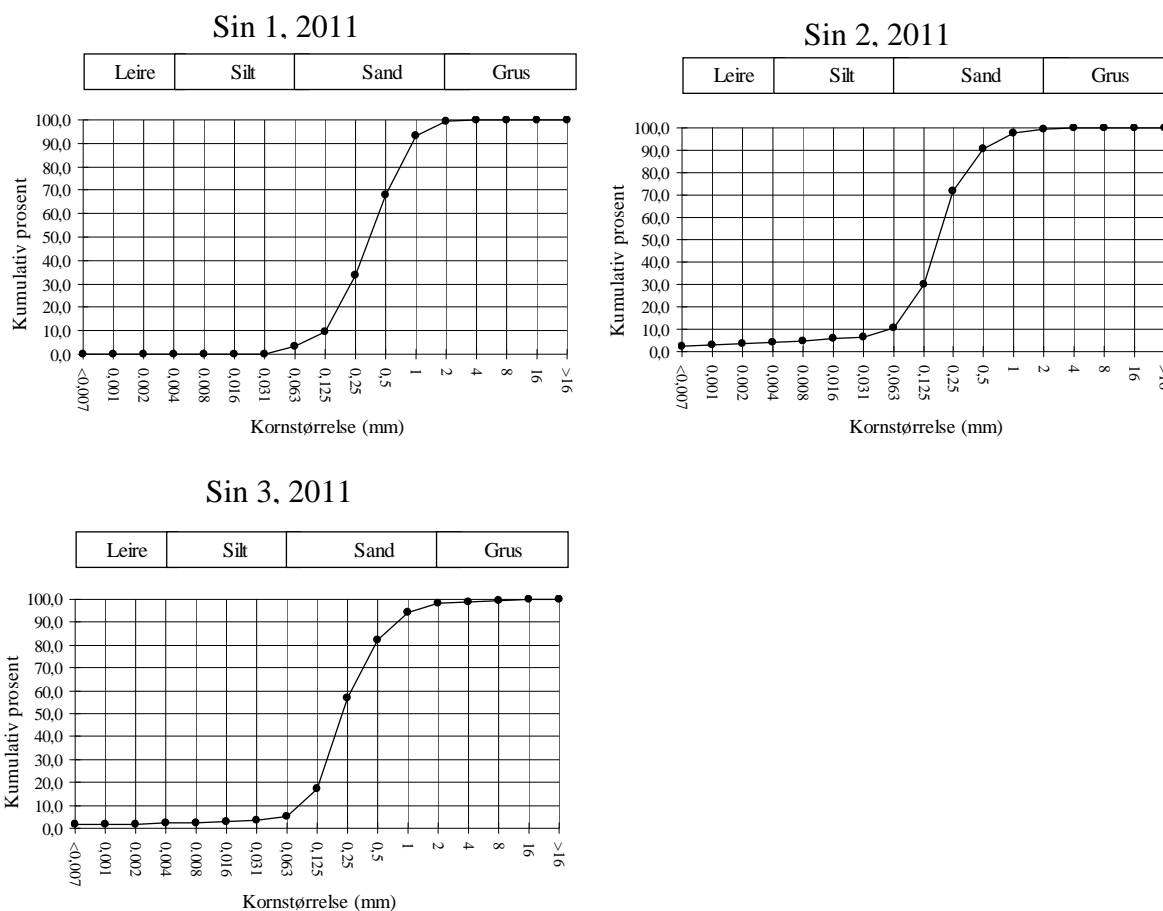 Sin 1, 2011
Leire Silt Sand Grus
100,0
90,0
80,0
70,0
60,0
50,0
40,0
30,0
20,0
10,0
0,0
Kumulativ prosent
<0,007 0,001 0,002 0,004 0,008 0,016 0,031 0,063 0,125 0,25 0,5 1 2 4 8 16 >16
Kornstørrelse (mm)
Sin 2, 2011
Leire Silt Sand Grus
100,0
90,0
80,0
70,0
60,0
50,0
40,0
30,0
20,0
10,0
0,0
Kumulativ prosent
<0,007 0,001 0,002 0,004 0,008 0,016 0,031 0,063 0,125 0,25 0,5 1 2 4 8 16 >16
Kornstørrelse (mm)
Sin 3, 2011
Leire Silt Sand Grus
100,0
90,0
80,0
70,0
60,0
50,0
40,0
30,0
20,0
10,0
0,0
Kumulativ prosent
<0,007 0,001 0,002 0,004 0,008 0,016 0,031 0,063 0,125 0,25 0,5 1 2 4 8 16 >16
Kornstørrelse (mm)